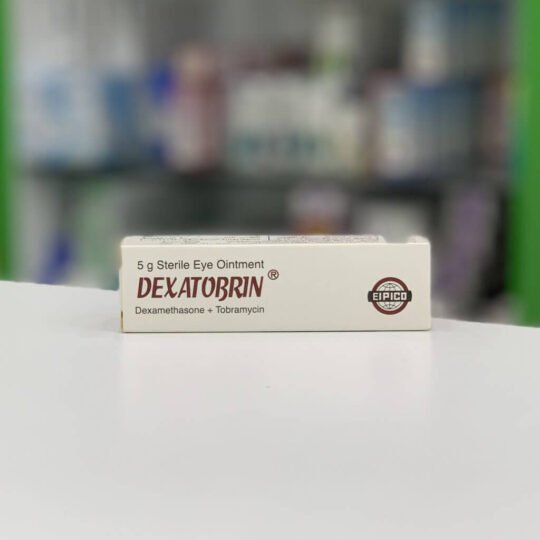 5 g Sterile Eye Ointment
DEXATOBRIN®
Dexamethasone + Tobramycin
EIPICO